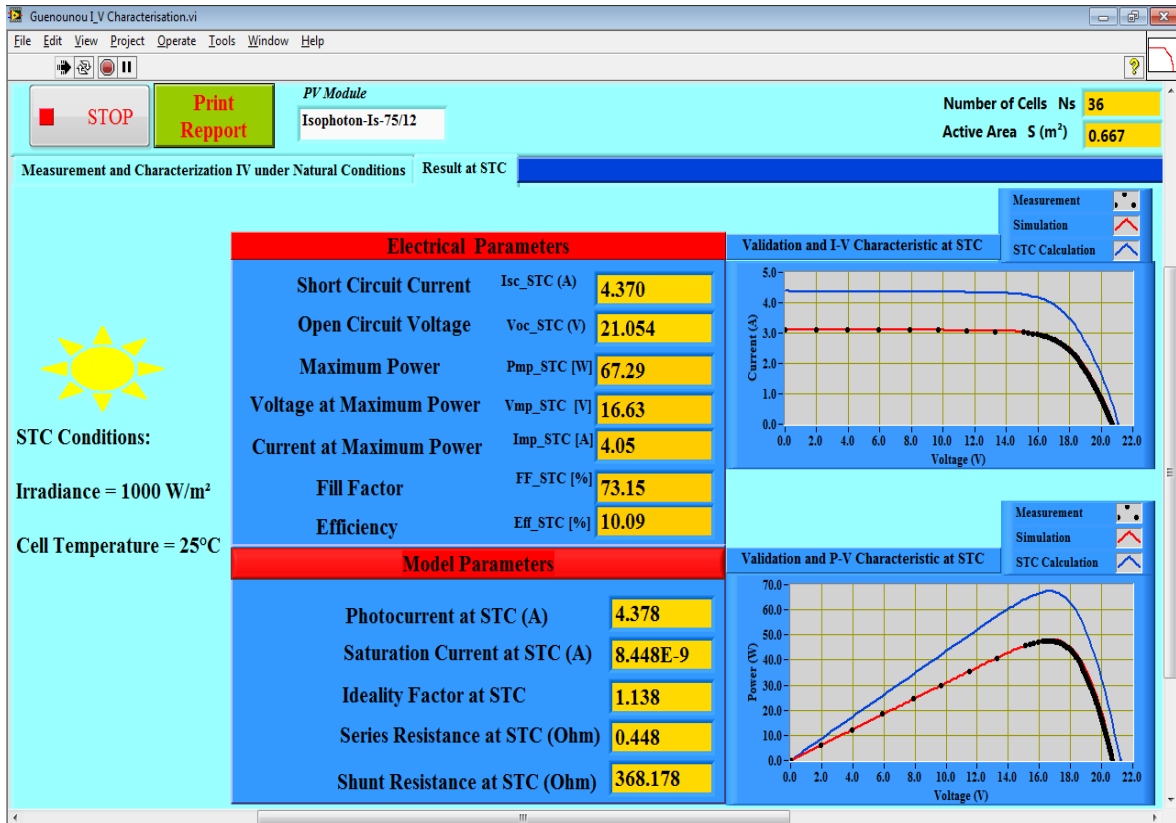 Guenounou I_V Characterisation.vi
File Edit View Project Operate Tools Window Help
STOP
Print
Repport
PV Module
Isophoton-Is-75/12
Number of Cells Ns 36
Active Area S (m²) 0.667
Measurement and Characterization IV under Natural Conditions
Result at STC
STC Conditions:
Irradiance = 1000 W/m²
Cell Temperature = 25°C
Electrical Parameters
Short Circuit Current Isc_STC (A) 4.370
Open Circuit Voltage Voc_STC (V) 21.054
Maximum Power Pmp_STC [W] 67.29
Voltage at Maximum Power Vmp_STC [V] 16.63
Current at Maximum Power Imp_STC [A] 4.05
Fill Factor FF_STC [%] 73.15
Efficiency Eff_STC [%] 10.09
Model Parameters
Photocurrent at STC (A) 4.378
Saturation Current at STC (A) 8.448E-9
Ideality Factor at STC 1.138
Series Resistance at STC (Ohm) 0.448
Shunt Resistance at STC (Ohm) 368.178
Measurement
Simulation
STC Calculation
Validation and I-V Characteristic at STC
Current (A)
5.0
4.0
3.0
2.0
1.0
0.0
0.0 2.0 4.0 6.0 8.0 10.0 12.0 14.0 16.0 18.0 20.0 22.0
Voltage (V)
Measurement
Simulation
STC Calculation
Validation and P-V Characteristic at STC
Power (W)
70.0
60.0
50.0
40.0
30.0
20.0
10.0
0.0
0.0 2.0 4.0 6.0 8.0 10.0 12.0 14.0 16.0 18.0 20.0 22.0
Voltage (V)